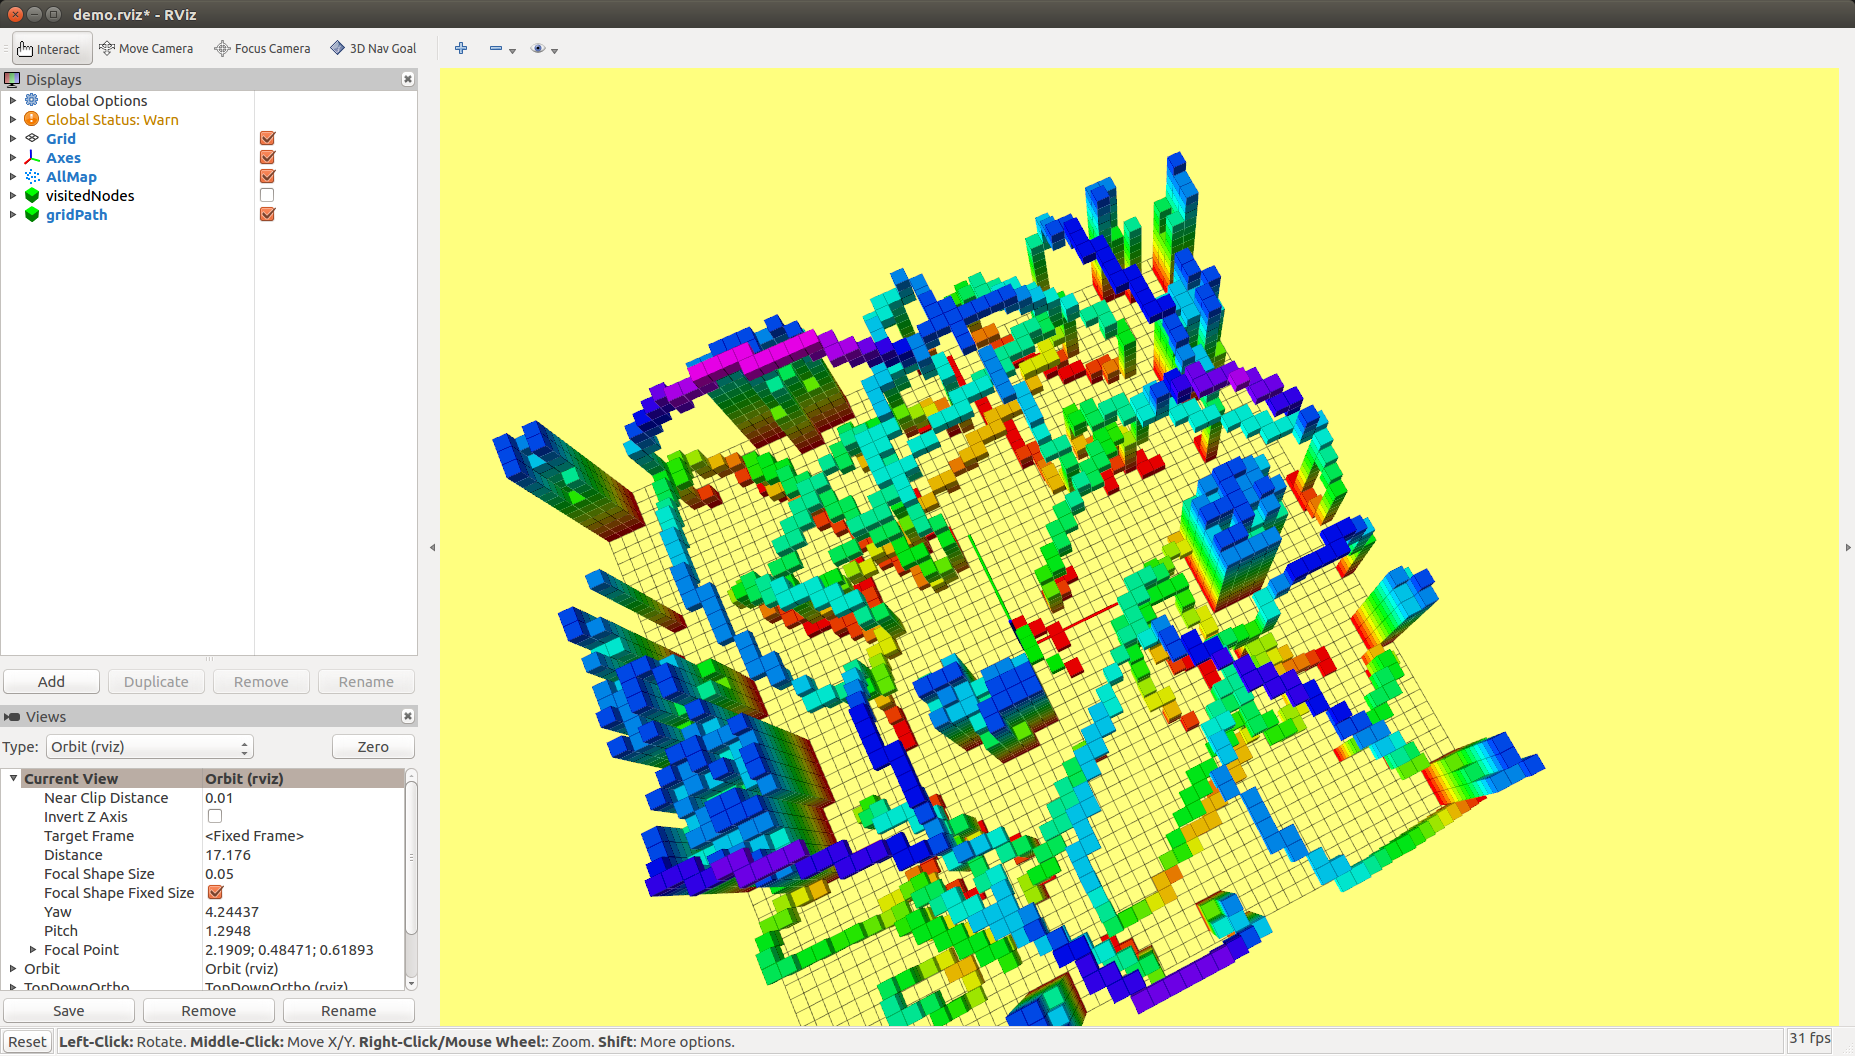 demo.rviz* - RViz
Interact Move Camera Focus Camera 3D Nav Goal
Displays
Global Options
Global Status: Warn
Grid
Axes
AllMap
visitedNodes
gridPath
Add Duplicate Remove Rename
Views
Type: Orbit (rviz) Zero
Current View Orbit (rviz)
Near Clip Distance 0.01
Invert Z Axis
Target Frame <Fixed Frame>
Distance 17.176
Focal Shape Size 0.05
Focal Shape Fixed Size
Yaw 4.24437
Pitch 1.2948
Focal Point 2.1909; 0.48471; 0.61893
Orbit Orbit (rviz)
TopDownOrtho TopDownOrtho (rviz)
Save Remove Rename
Reset Left-Click: Rotate. Middle-Click: Move X/Y. Right-Click/Mouse Wheel:: Zoom. Shift: More options. 31 fps